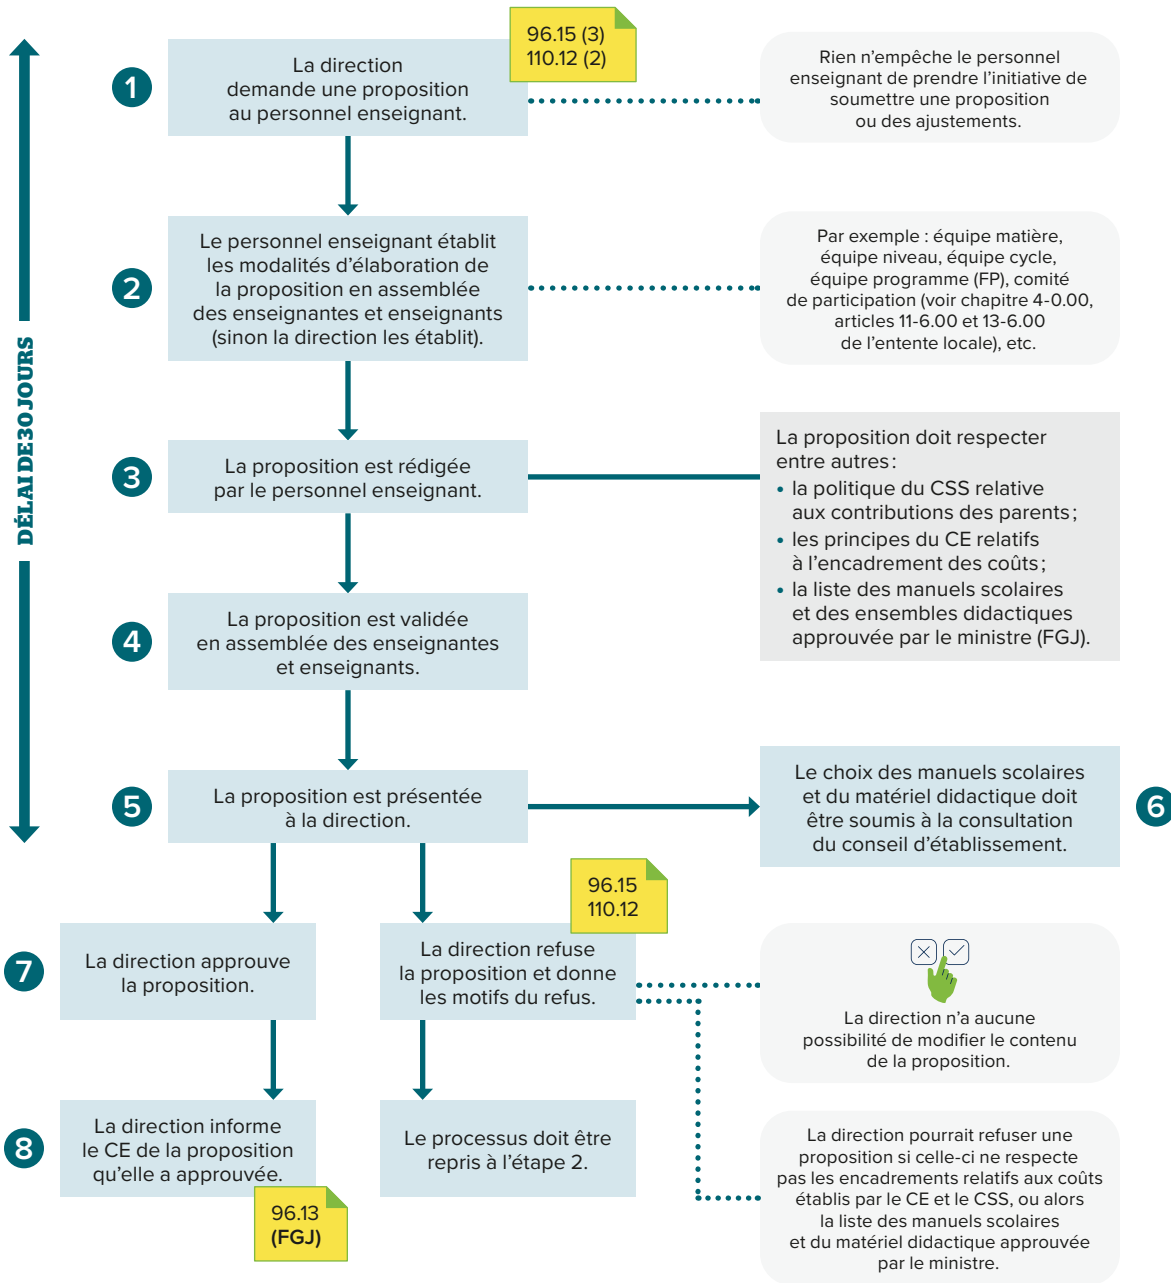 96.15 (3)
110.12 (2)
1
La direction
demande une proposition
au personnel enseignant.
Rien n’empêche le personnel
enseignant de prendre l’initiative de
soumettre une proposition
ou des ajustements.
2
Le personnel enseignant établit
les modalités d’élaboration de
la proposition en assemblée
des enseignantes et enseignants
(sinon la direction les établit).
Par exemple : équipe matière,
équipe niveau, équipe cycle,
équipe programme (FP), comité
de participation (voir chapitre 4-0.00,
articles 11-6.00 et 13-6.00
de l’entente locale), etc.
DÉLAI DE 30 JOURS
3
La proposition est rédigée
par le personnel enseignant.
La proposition doit respecter
entre autres :
• la politique du CSS relative
aux contributions des parents ;
• les principes du CE relatifs
à l’encadrement des coûts ;
• la liste des manuels scolaires
et des ensembles didactiques
approuvée par le ministre (FGJ).
4
La proposition est validée
en assemblée des enseignantes
et enseignants.
5
La proposition est présentée
à la direction.
Le choix des manuels scolaires
et du matériel didactique doit
être soumis à la consultation
du conseil d’établissement.
6
96.15
110.12
7
La direction approuve
la proposition.
La direction refuse
la proposition et donne
les motifs du refus.
La direction n’a aucune
possibilité de modifier le contenu
de la proposition.
8
La direction informe
le CE de la proposition
qu’elle a approuvée.
96.13
(FGJ)
Le processus doit être
repris à l’étape 2.
La direction pourrait refuser une
proposition si celle-ci ne respecte
pas les encadrements relatifs aux coûts
établis par le CE et le CSS, ou alors
la liste des manuels scolaires
et du matériel didactique approuvée
par le ministre.